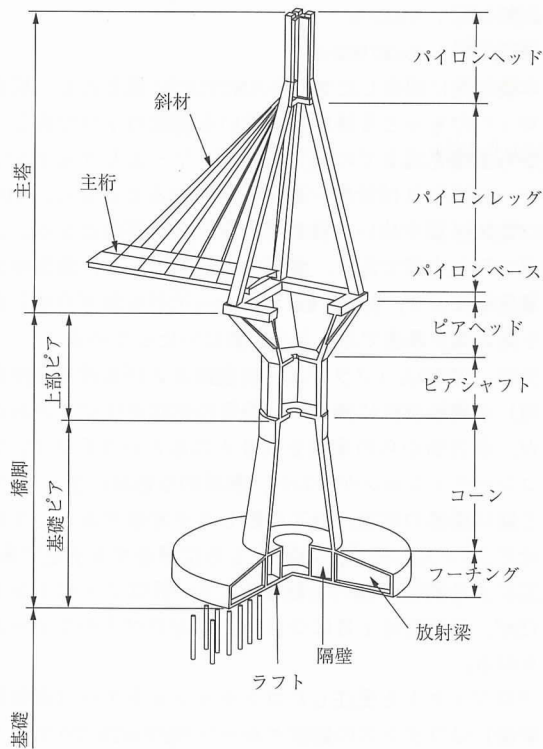 パイロンヘッド
斜材
主塔
主桁
パイロンレッグ
パイロンベース
ピアヘッド
上部ピア
ピアシャフト
橋脚
基礎ピア
コーン
フーチング
放射梁
隔壁
ラフト
基礎